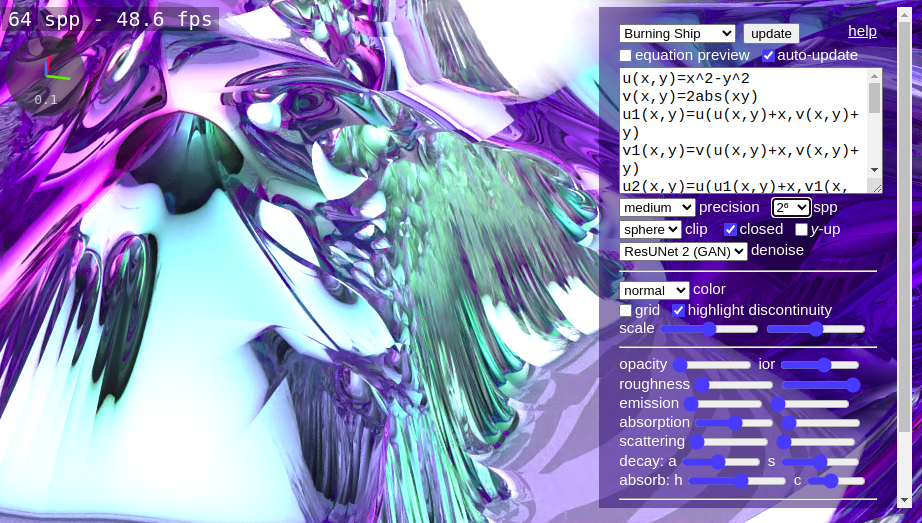 64 spp - 48.6 fps
0.1
Burning Ship update help
equation preview auto-update
u(x,y)=x^2-y^2
v(x,y)=2abs(xy)
u1(x,y)=u(u(x,y)+x,v(x,y)+
y)
v1(x,y)=v(u(x,y)+x,v(x,y)+
y)
u2(x,y)=u(u1(x,y)+x,v1(x,
medium precision 2⁶ spp
sphere clip closed y-up
ResUNet 2 (GAN) denoise
normal color
grid highlight discontinuity
scale
opacity ior
roughness
emission
absorption
scattering
decay: a s
absorb: h c